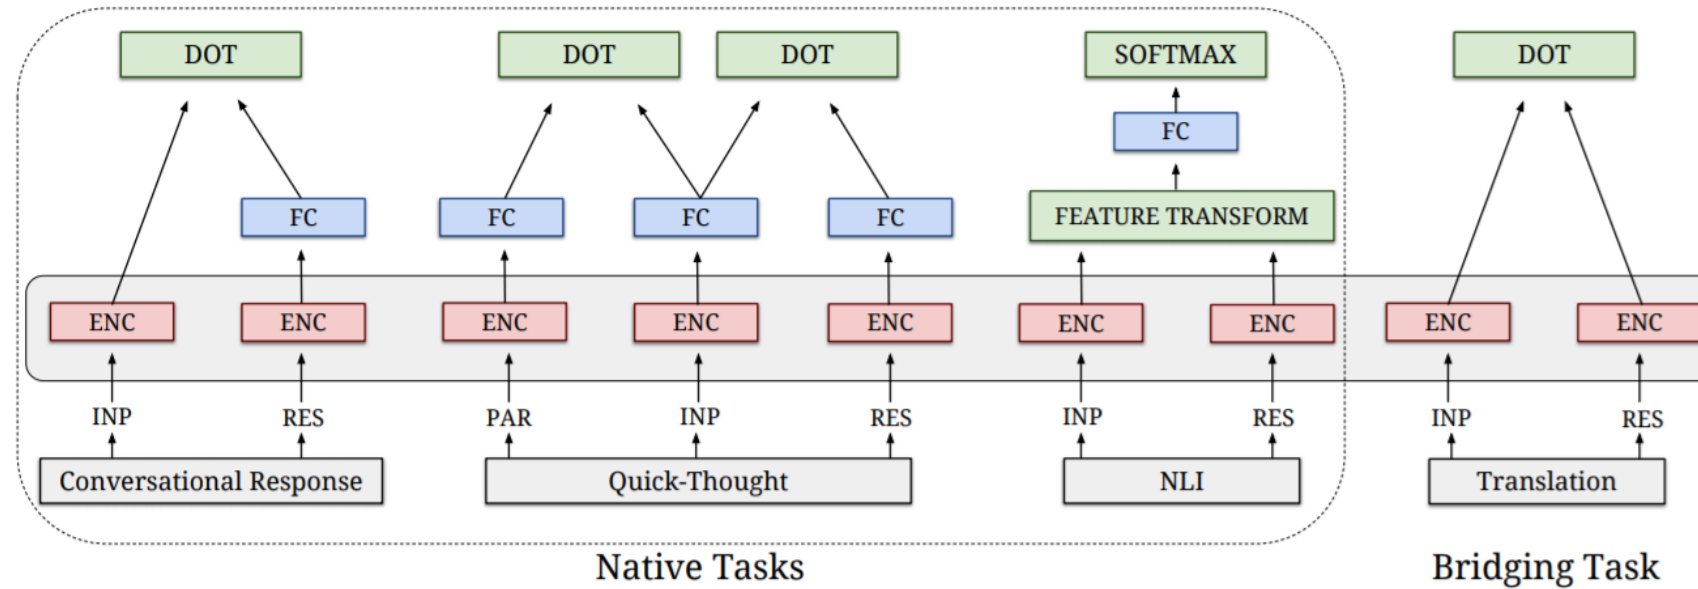 DOT DOT DOT SOFTMAX DOT
FC
FC FC FC FC FEATURE TRANSFORM
ENC ENC ENC ENC ENC ENC ENC ENC ENC
INP RES PAR INP RES INP RES INP RES
Conversational Response Quick-Thought NLI Translation
Native Tasks Bridging Task